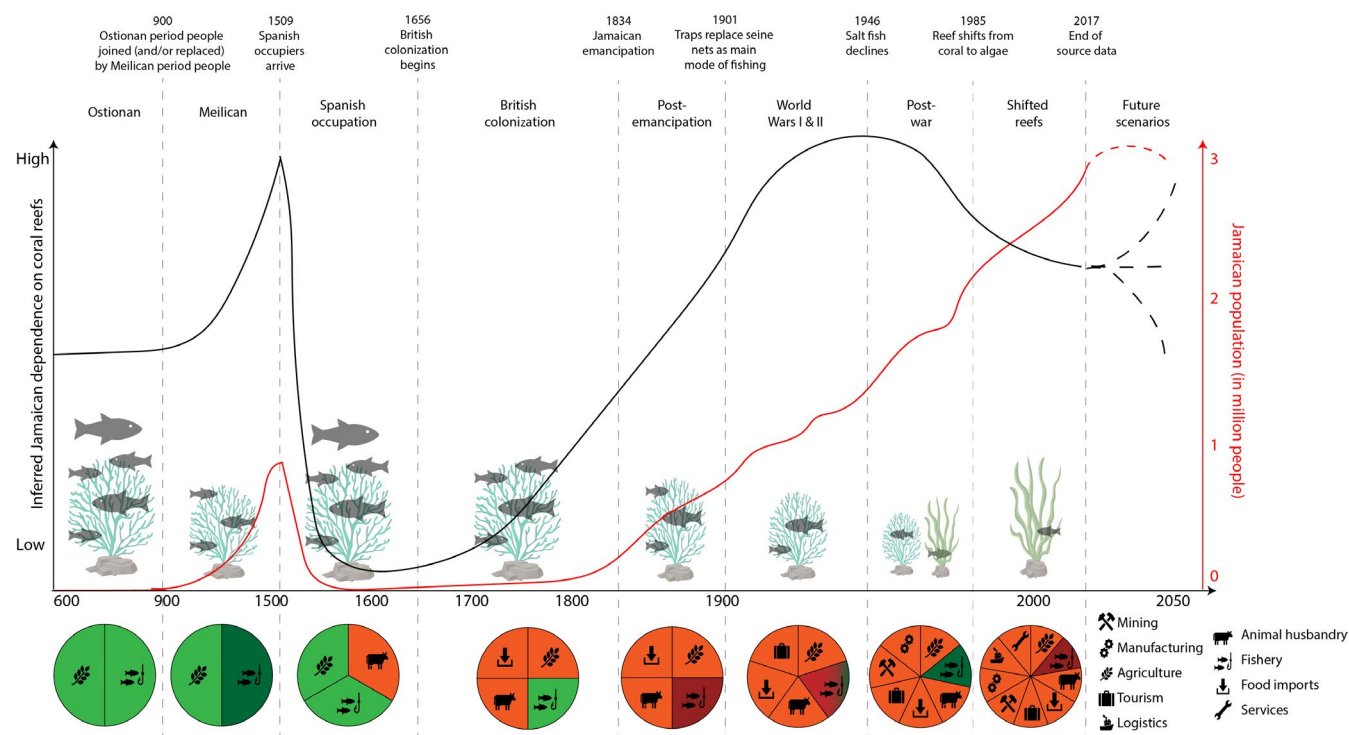 900
Ostionan period people
joined (and/or replaced)
by Meilican period people
1509
Spanish
occupiers
arrive
1656
British
colonization
begins
1834
Jamaican
emancipation
1901
Traps replace seine
nets as main
mode of fishing
1946
Salt fish
declines
1985
Reef shifts from
coral to algae
2017
End of
source data
Ostionan
Meilican
Spanish
occupation
British
colonization
Post-
emancipation
World
Wars I & II
Post-
war
Shifted
reefs
Future
scenarios
High
Low
Inferred Jamaican dependence on coral reefs
3
2
1
0
Jamaican population (in million people)
600
900
1500
1600
1700
1800
1900
2000
2050
Mining
Manufacturing
Agriculture
Tourism
Logistics
Animal husbandry
Fishery
Food imports
Services